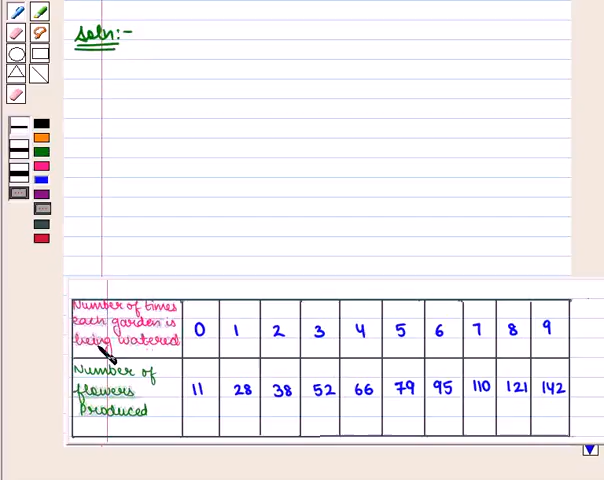 Soln:-
Number of times
each garden is
being watered
0 1 2 3 4 5 6 7 8 9
Number of
flowers
Produced
11 28 38 52 66 79 95 110 121 142